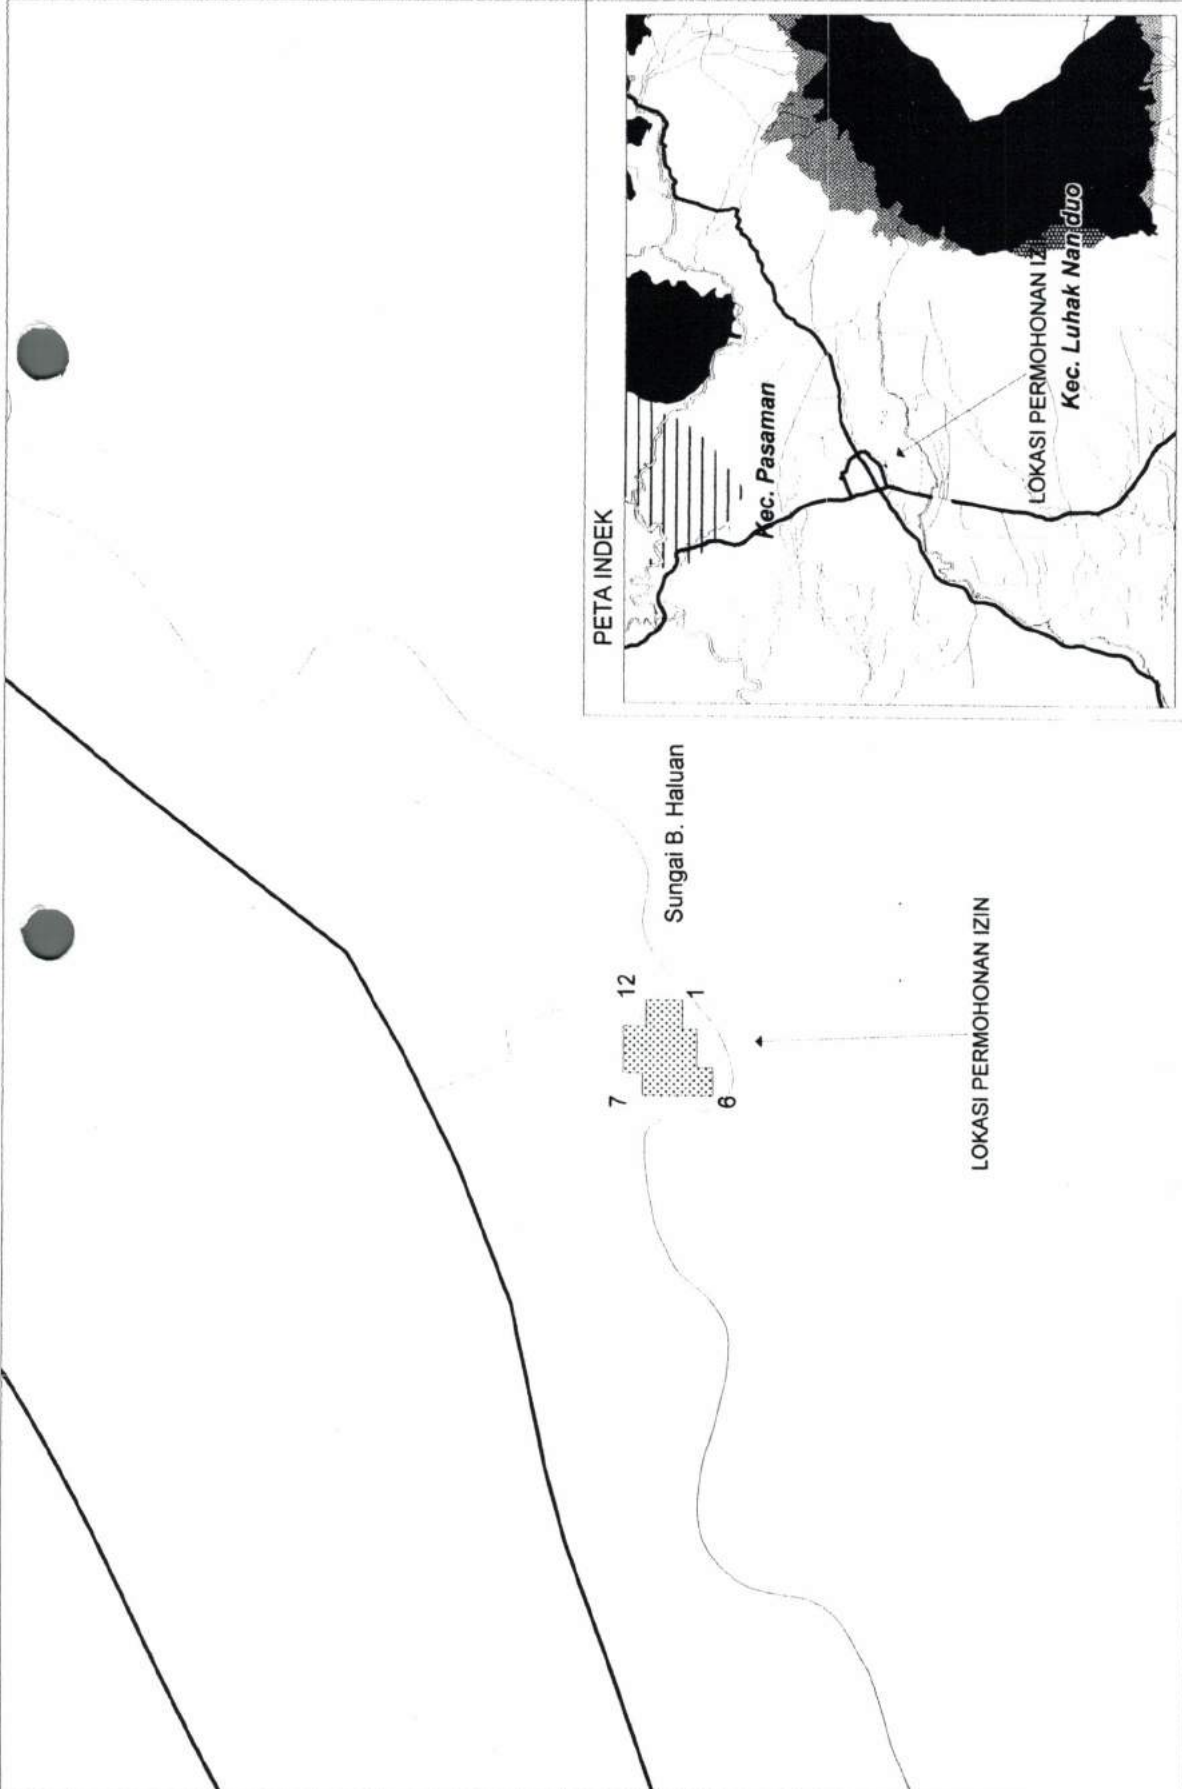 PETA INDEK
Kec. Pasaman
LOKASI PERMOHONAN IZ
Kec. Luhak Nan duo
Sungai B. Haluan
7
12
6
1
LOKASI PERMOHONAN IZIN